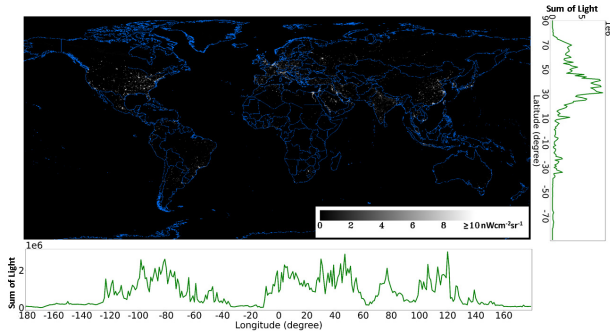 Sum of Light
0 5
1e6
90 70 50 30 10 -10 -30 -50 -70
Latitude (degree)
0 2 4 6 8 ≥10 nWcm⁻²sr⁻¹
1e6
Sum of Light
2
0
180 -160 -140 -120 -100 -80 -60 -40 -20 0 20 40 60 80 100 120 140 160
Longitude (degree)